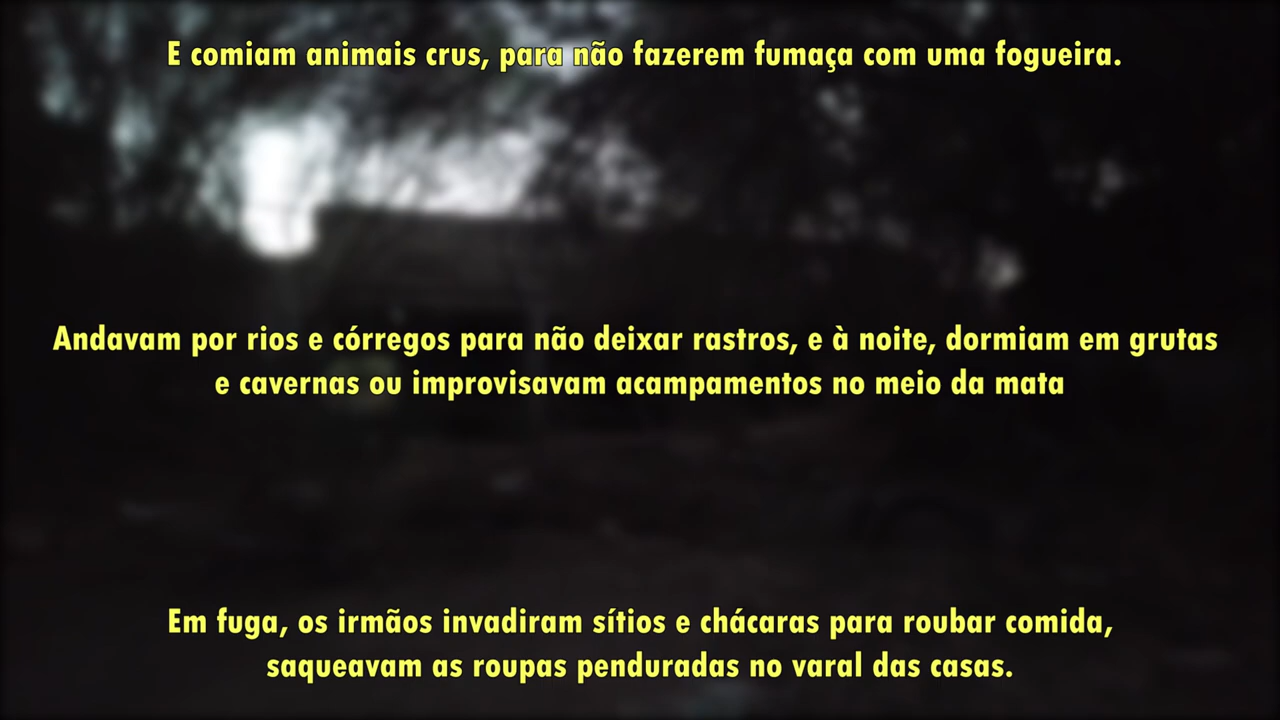 E comiam animais crus, para não fazerem fumaça com uma fogueira.
Andavam por rios e córregos para não deixar rastros, e à noite, dormiam em grutas
e cavernas ou improvisavam acampamentos no meio da mata
Em fuga, os irmãos invadiram sítios e chácaras para roubar comida,
saqueavam as roupas penduradas no varal das casas.